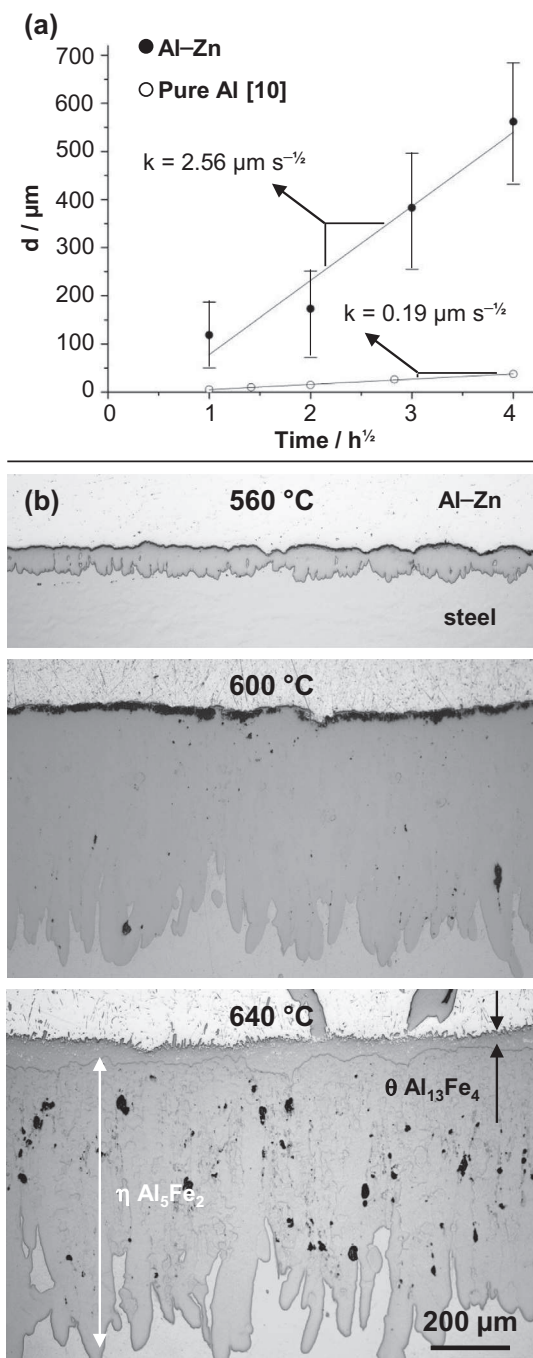 (a)
● Al–Zn
○ Pure Al [10]
700
600
500
400
300
200
100
0
d / µm
k = 2.56 µm s⁻½
k = 0.19 µm s⁻½
0 1 2 3 4
Time / h½
(b)
560 °C
Al–Zn
steel
600 °C
640 °C
θ Al₁₃Fe₄
η Al₅Fe₂
200 µm